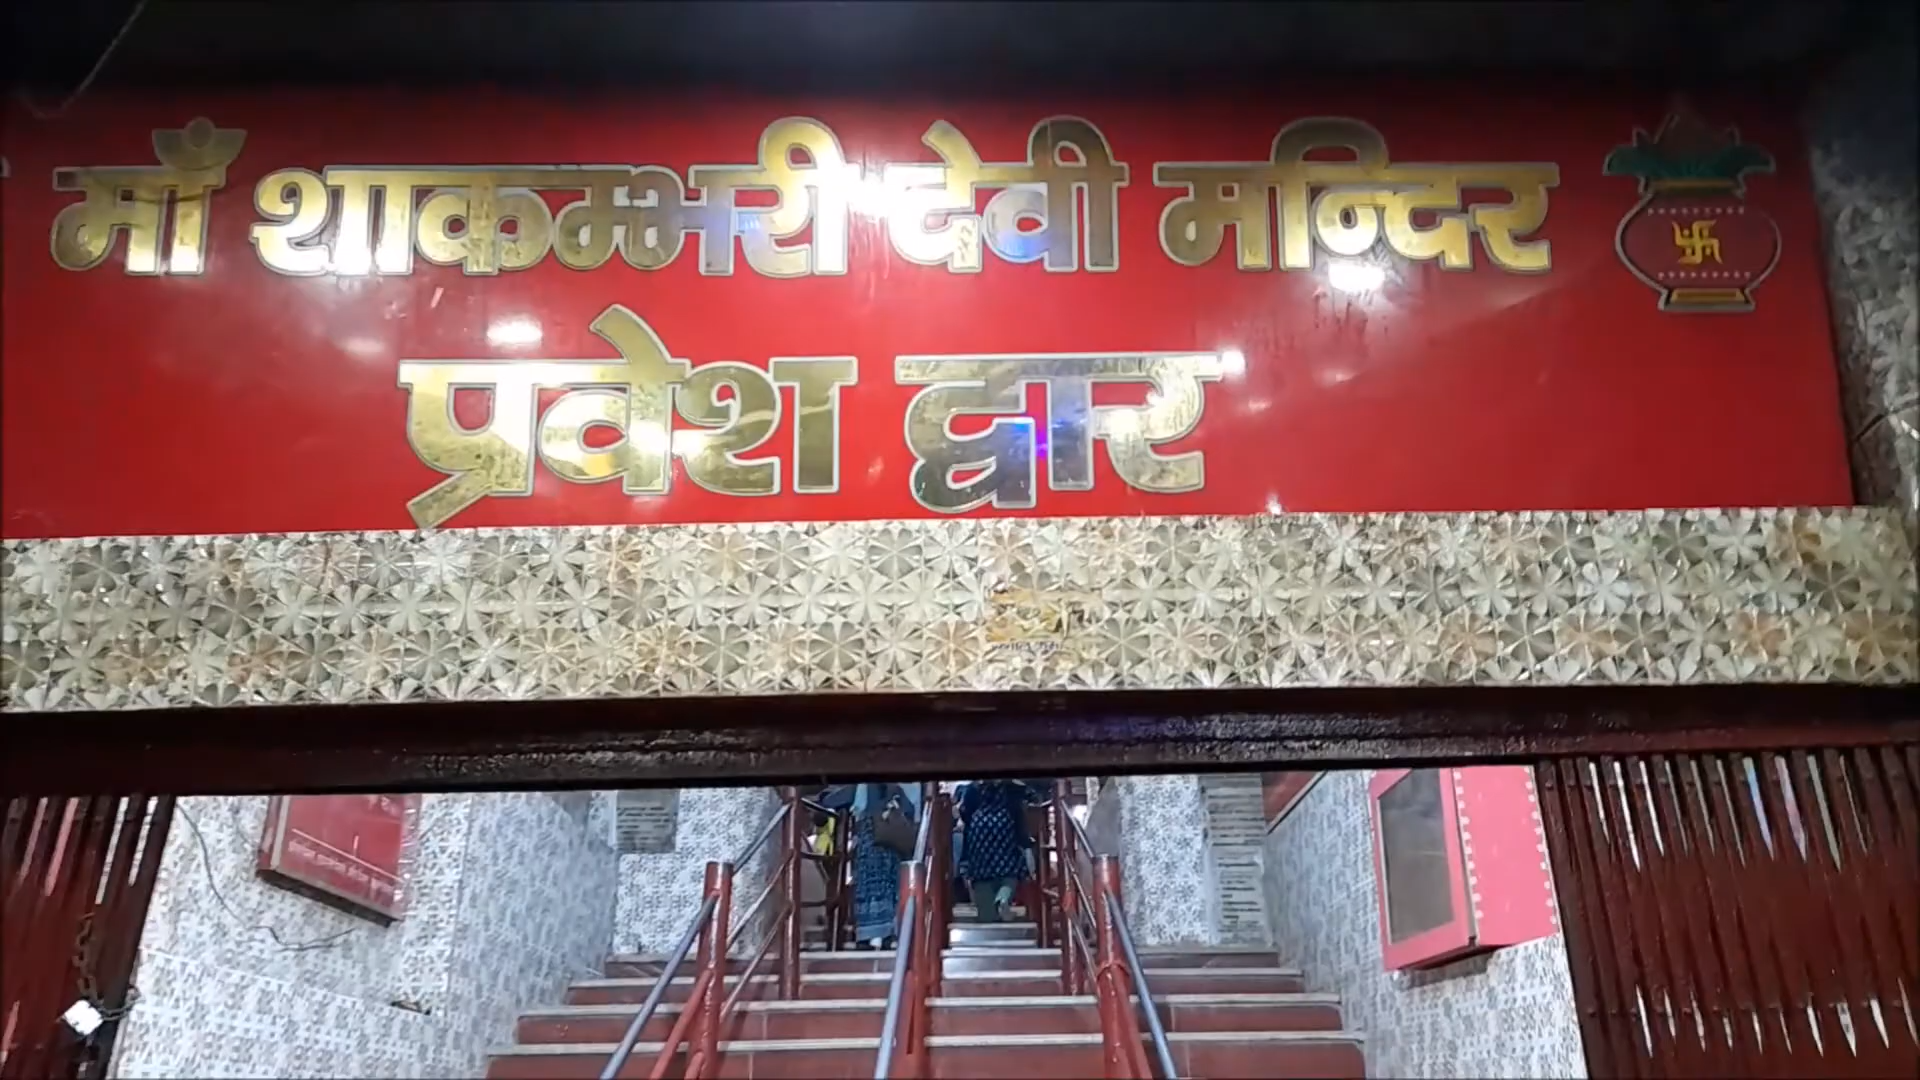 माँ शाकम्भरी देवी मन्दिर
प्रवेश द्वार